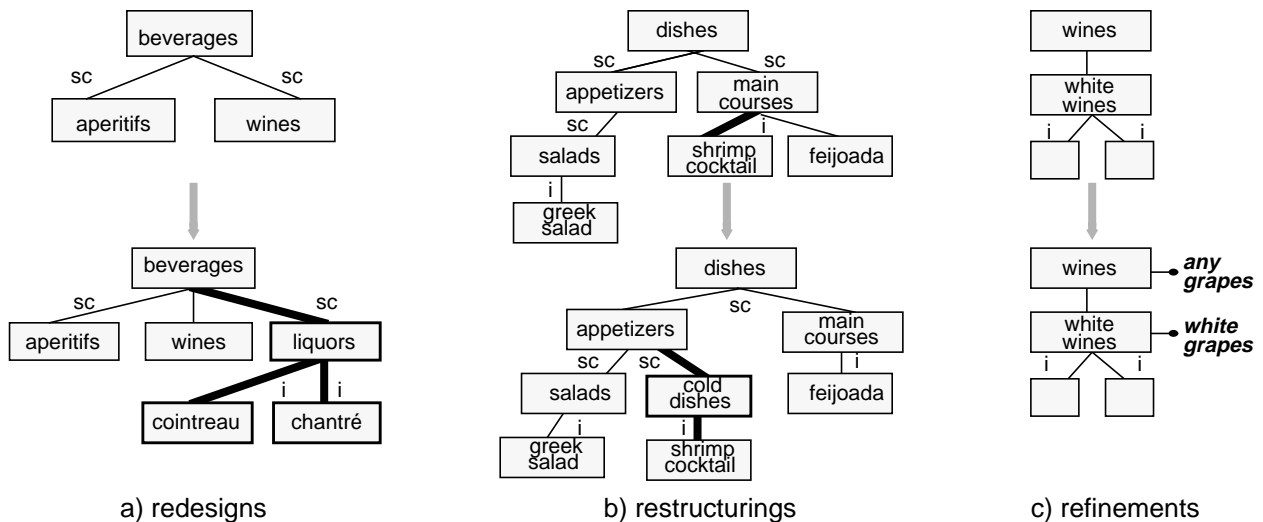 beverages
sc
sc
aperitifs
wines
beverages
sc
sc
aperitifs
wines
liquors
i
i
cointreau
chantré
a) redesigns
dishes
sc
sc
appetizers
main
courses
sc
i
salads
shrimp
cocktail
feijoada
i
greek
salad
dishes
sc
appetizers
main
courses
sc
sc
i
salads
cold
dishes
feijoada
i
i
greek
salad
shrimp
cocktail
b) restructurings
wines
white
wines
i
i
wines
any
grapes
white
wines
white
grapes
i
i
c) refinements